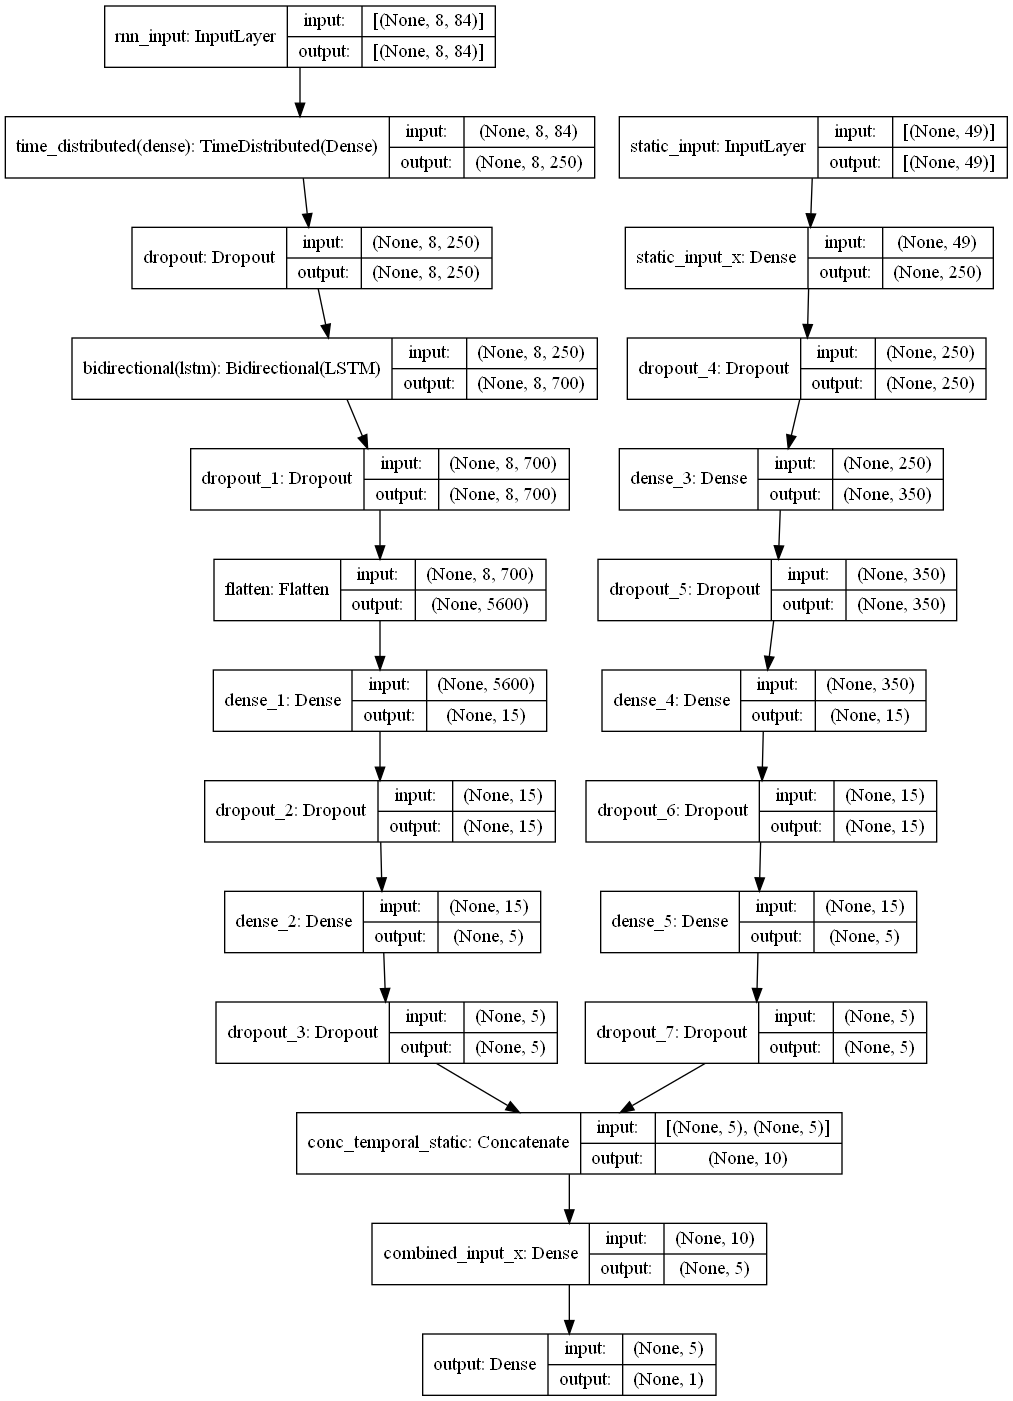 rnn_input: InputLayer
input:
[(None, 8, 84)]
output:
[(None, 8, 84)]
time_distributed(dense): TimeDistributed(Dense)
input:
(None, 8, 84)
output:
(None, 8, 250)
static_input: InputLayer
input:
[(None, 49)]
output:
[(None, 49)]
dropout: Dropout
input:
(None, 8, 250)
output:
(None, 8, 250)
static_input_x: Dense
input:
(None, 49)
output:
(None, 250)
bidirectional(lstm): Bidirectional(LSTM)
input:
(None, 8, 250)
output:
(None, 8, 700)
dropout_4: Dropout
input:
(None, 250)
output:
(None, 250)
dropout_1: Dropout
input:
(None, 8, 700)
output:
(None, 8, 700)
dense_3: Dense
input:
(None, 250)
output:
(None, 350)
flatten: Flatten
input:
(None, 8, 700)
output:
(None, 5600)
dropout_5: Dropout
input:
(None, 350)
output:
(None, 350)
dense_1: Dense
input:
(None, 5600)
output:
(None, 15)
dense_4: Dense
input:
(None, 350)
output:
(None, 15)
dropout_2: Dropout
input:
(None, 15)
output:
(None, 15)
dropout_6: Dropout
input:
(None, 15)
output:
(None, 15)
dense_2: Dense
input:
(None, 15)
output:
(None, 5)
dense_5: Dense
input:
(None, 15)
output:
(None, 5)
dropout_3: Dropout
input:
(None, 5)
output:
(None, 5)
dropout_7: Dropout
input:
(None, 5)
output:
(None, 5)
conc_temporal_static: Concatenate
input:
[(None, 5), (None, 5)]
output:
(None, 10)
combined_input_x: Dense
input:
(None, 10)
output:
(None, 5)
output: Dense
input:
(None, 5)
output:
(None, 1)